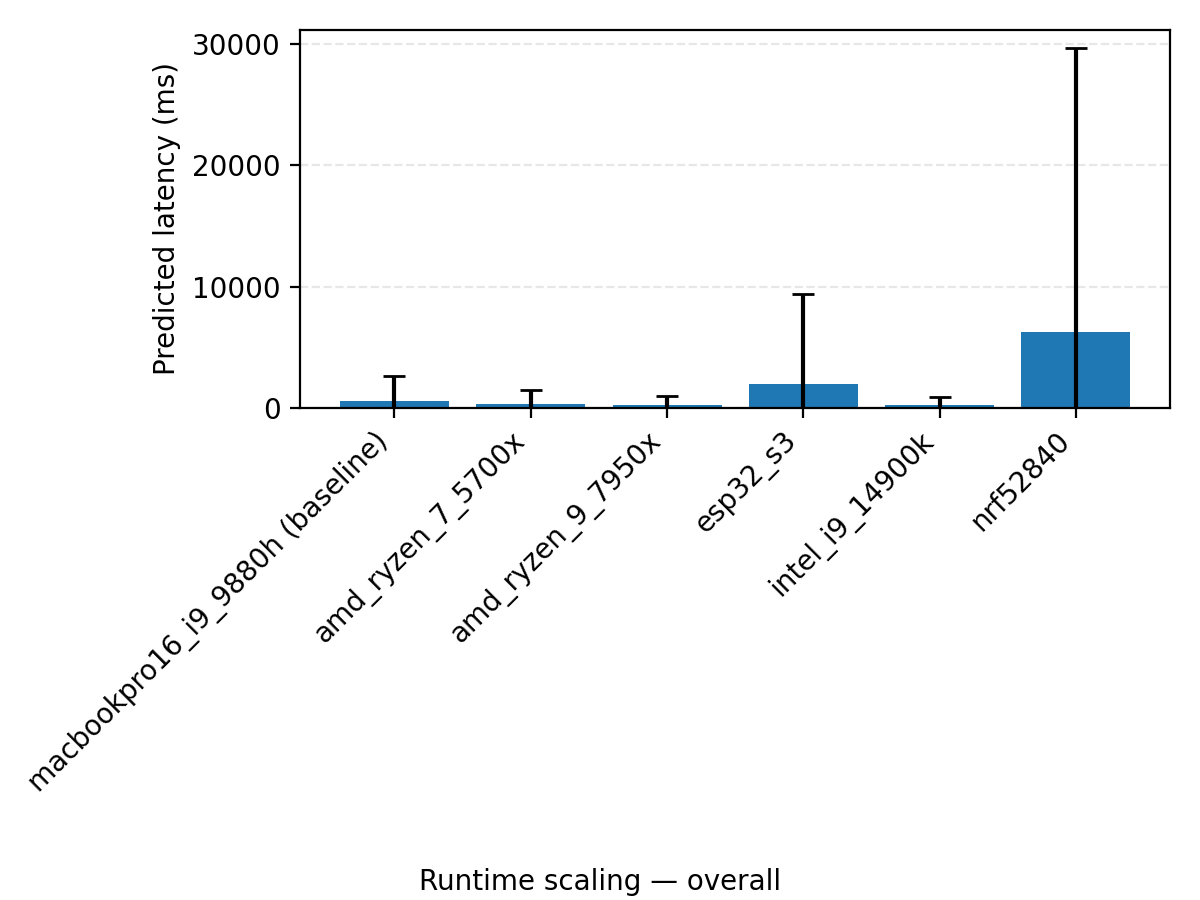 30000
20000
10000
0
Predicted latency (ms)
macbookpro16_i9_9880h (baseline)
amd_ryzen_7_5700x
amd_ryzen_9_7950x
esp32_s3
intel_i9_14900k
nrf52840
Runtime scaling — overall